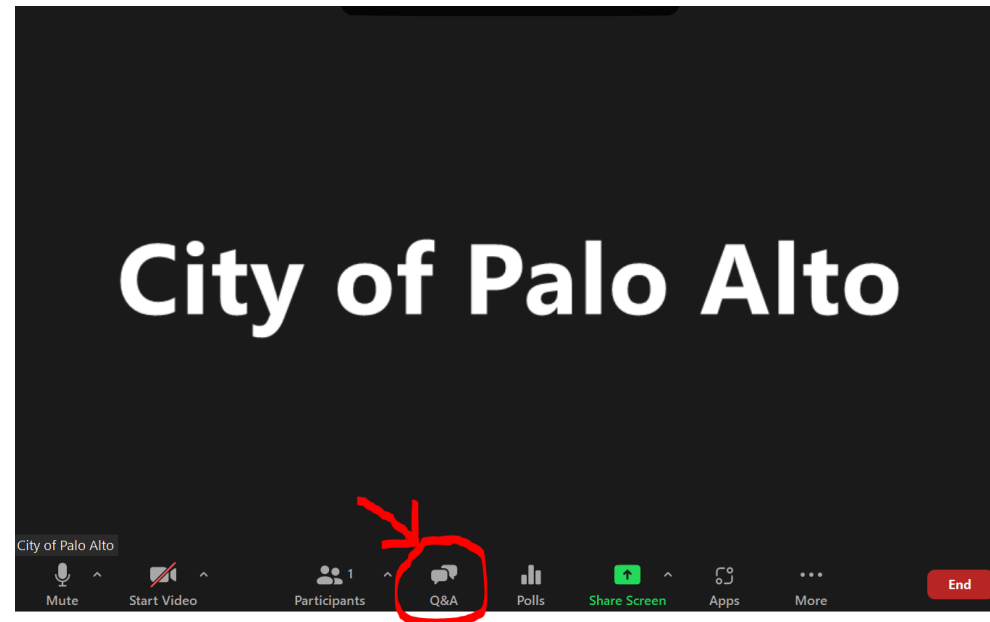 City of Palo Alto
City of Palo Alto
Mute
Start Video
Participants
1
Q&A
Polls
Share Screen
Apps
More
End